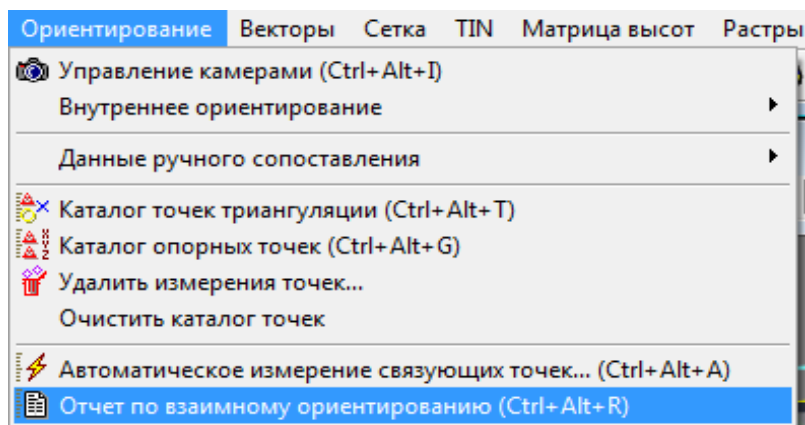 Ориентирование Векторы Сетка TIN Матрица высот Растры
Управление камерами (Ctrl+Alt+I)
Внутреннее ориентирование
Данные ручного сопоставления
Каталог точек триангуляции (Ctrl+Alt+T)
Каталог опорных точек (Ctrl+Alt+G)
Удалить измерения точек...
Очистить каталог точек
Автоматическое измерение связующих точек... (Ctrl+Alt+A)
Отчет по взаимному ориентированию (Ctrl+Alt+R)